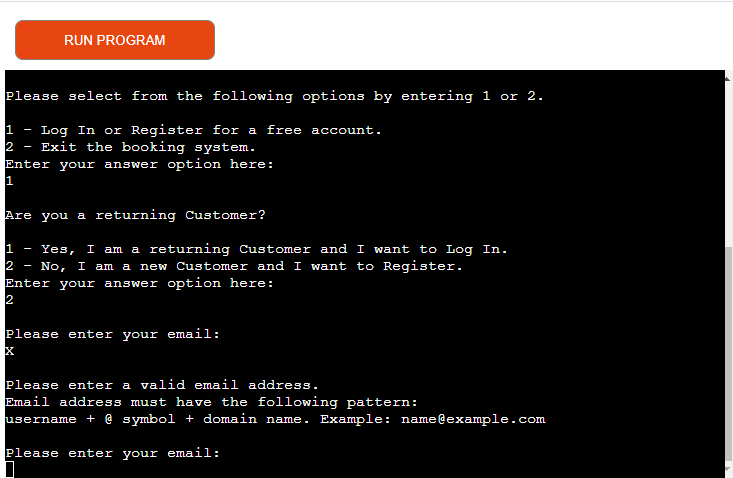 RUN PROGRAM
Please select from the following options by entering 1 or 2.
1 - Log In or Register for a free account.
2 - Exit the booking system.
Enter your answer option here:
1
Are you a returning Customer?
1 - Yes, I am a returning Customer and I want to Log In.
2 - No, I am a new Customer and I want to Register.
Enter your answer option here:
2
Please enter your email:
x
Please enter a valid email address.
Email address must have the following pattern:
username + @ symbol + domain name. Example: name@example.com
Please enter your email: